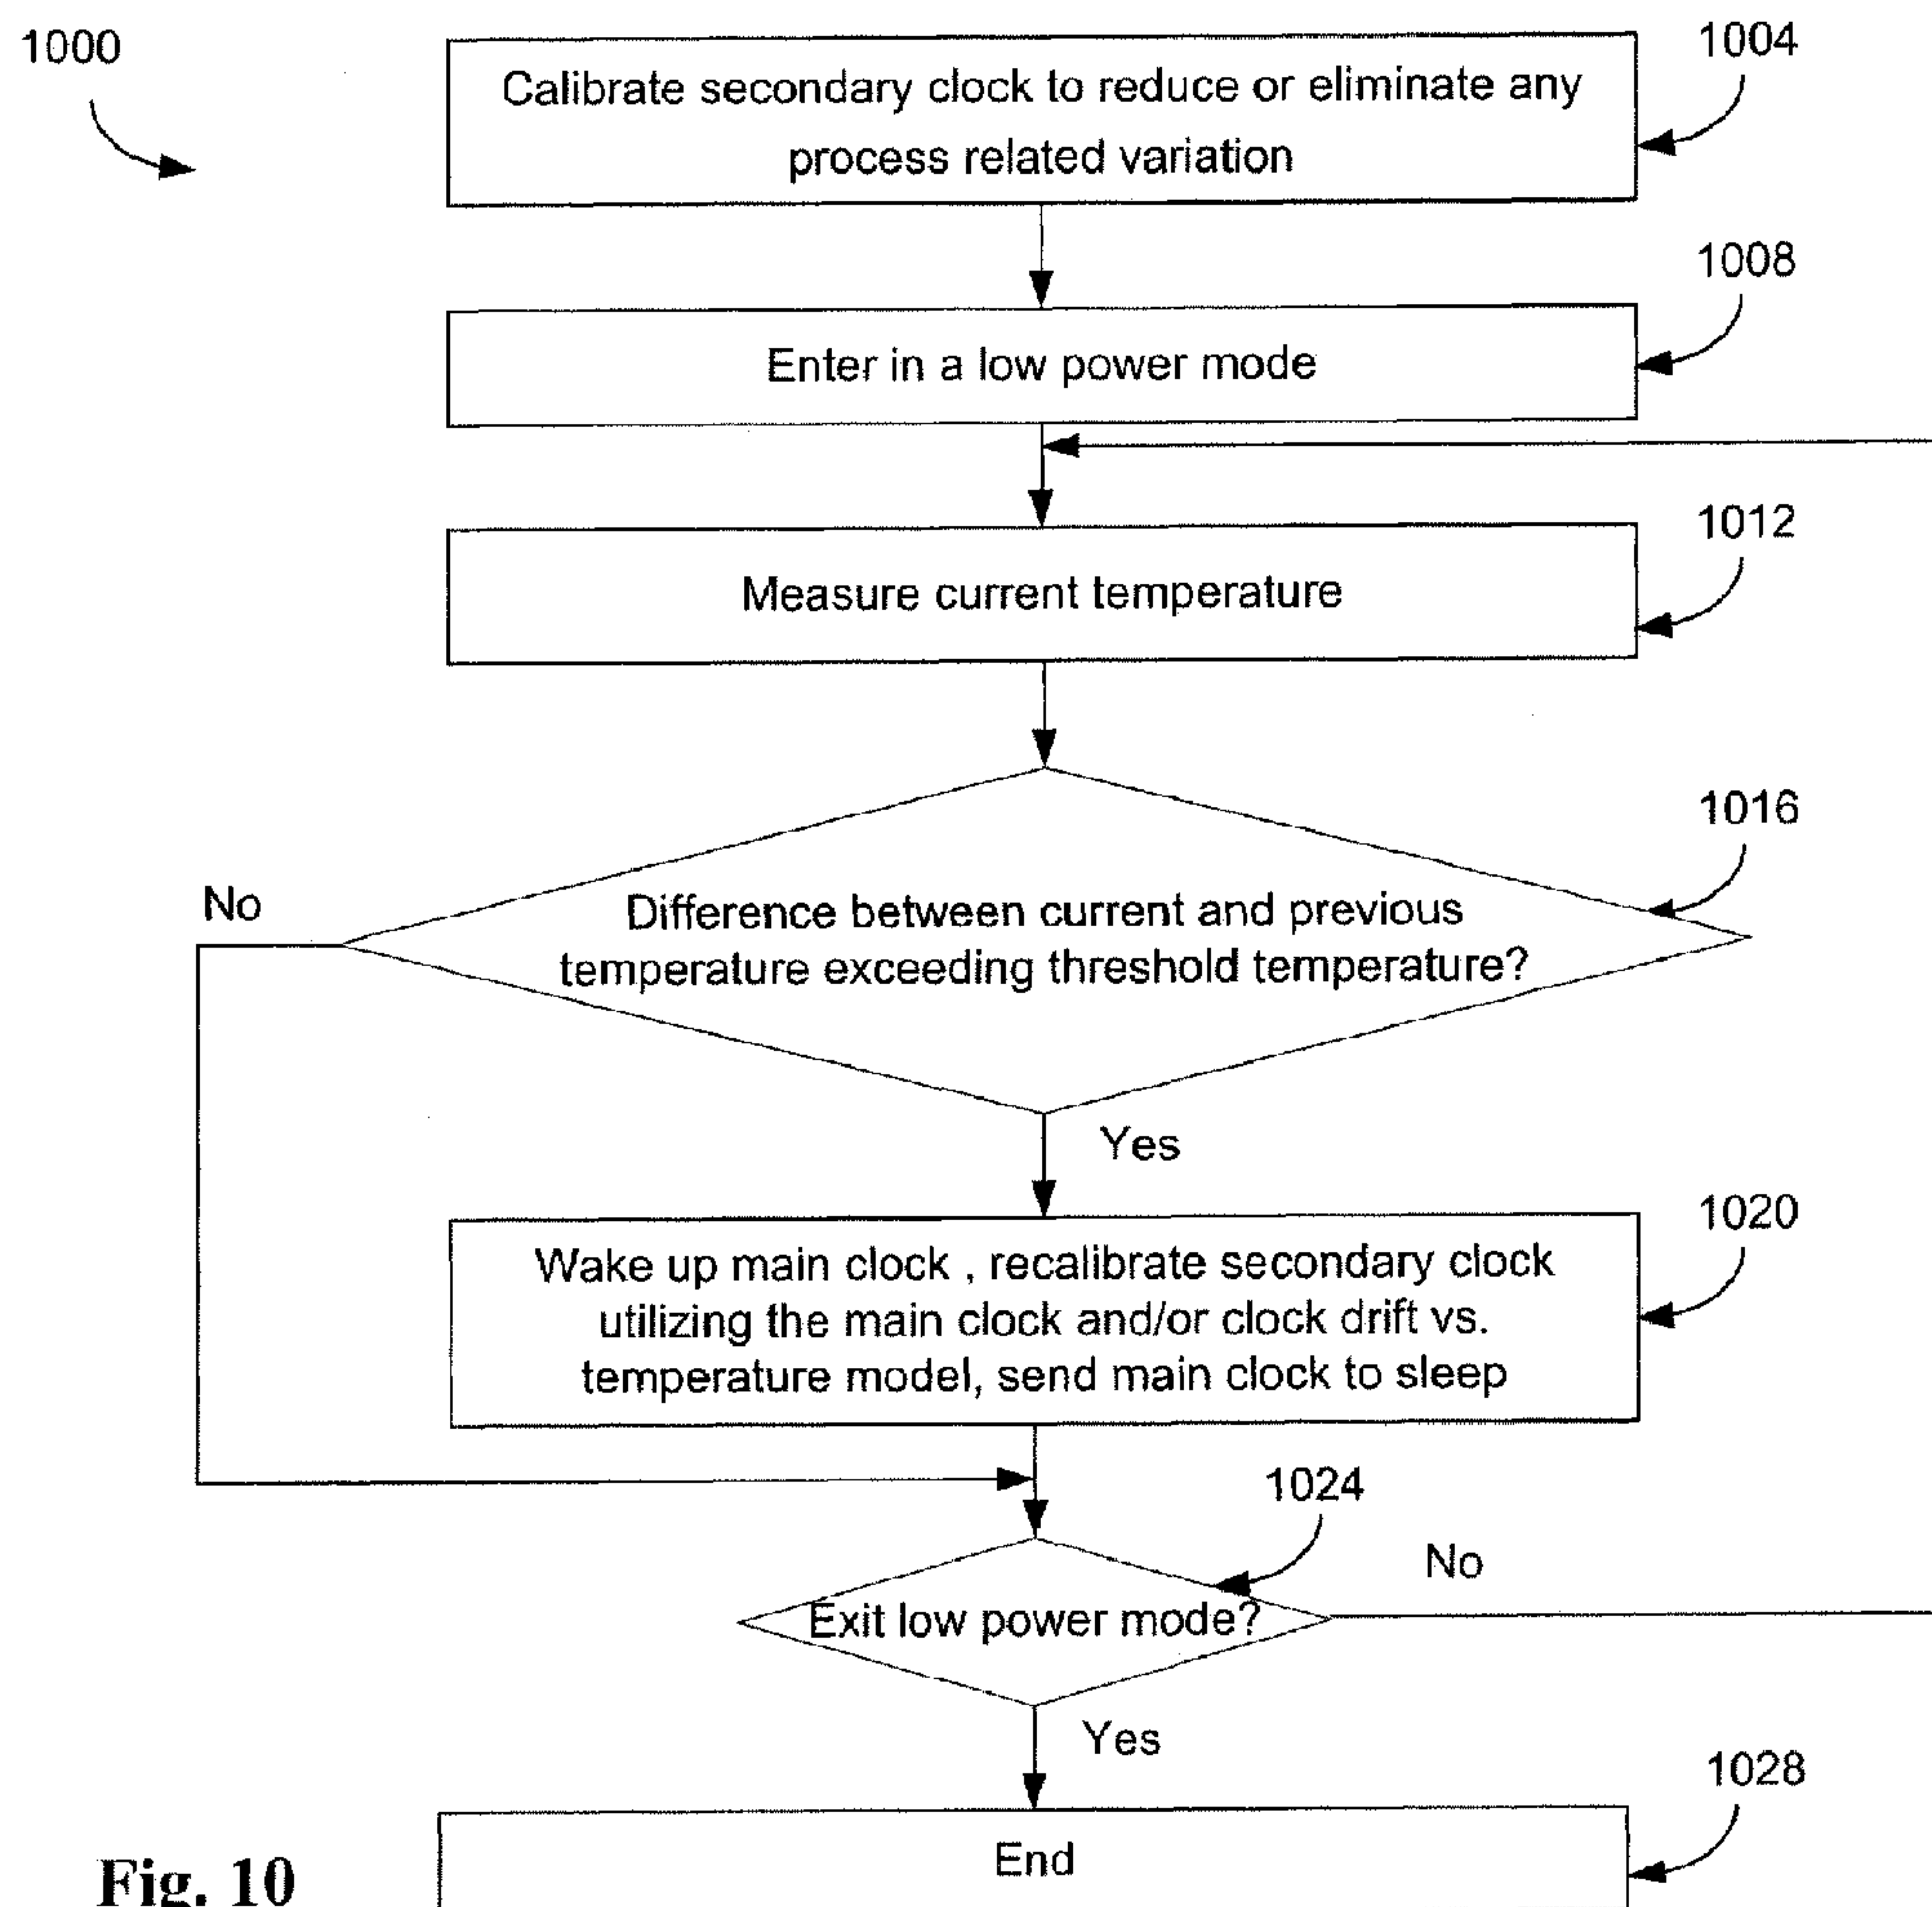 1000
1004
Calibrate secondary clock to reduce or eliminate any
process related variation
1008
Enter in a low power mode
1012
Measure current temperature
1016
No
Difference between current and previous
temperature exceeding threshold temperature?
Yes
1020
Wake up main clock , recalibrate secondary clock
utilizing the main clock and/or clock drift vs.
temperature model, send main clock to sleep
1024
No
Exit low power mode?
Yes
1028
End
Fig. 10